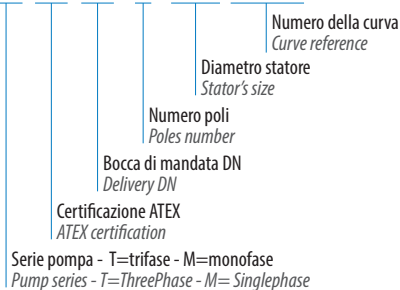 Numero della curva
Curve reference
Diametro statore
Stator's size
Numero poli
Poles number
Bocca di mandata DN
Delivery DN
Certificazione ATEX
ATEX certification
Serie pompa - T=trifase - M=monofase
Pump series - T=ThreePhase - M= Singlephase